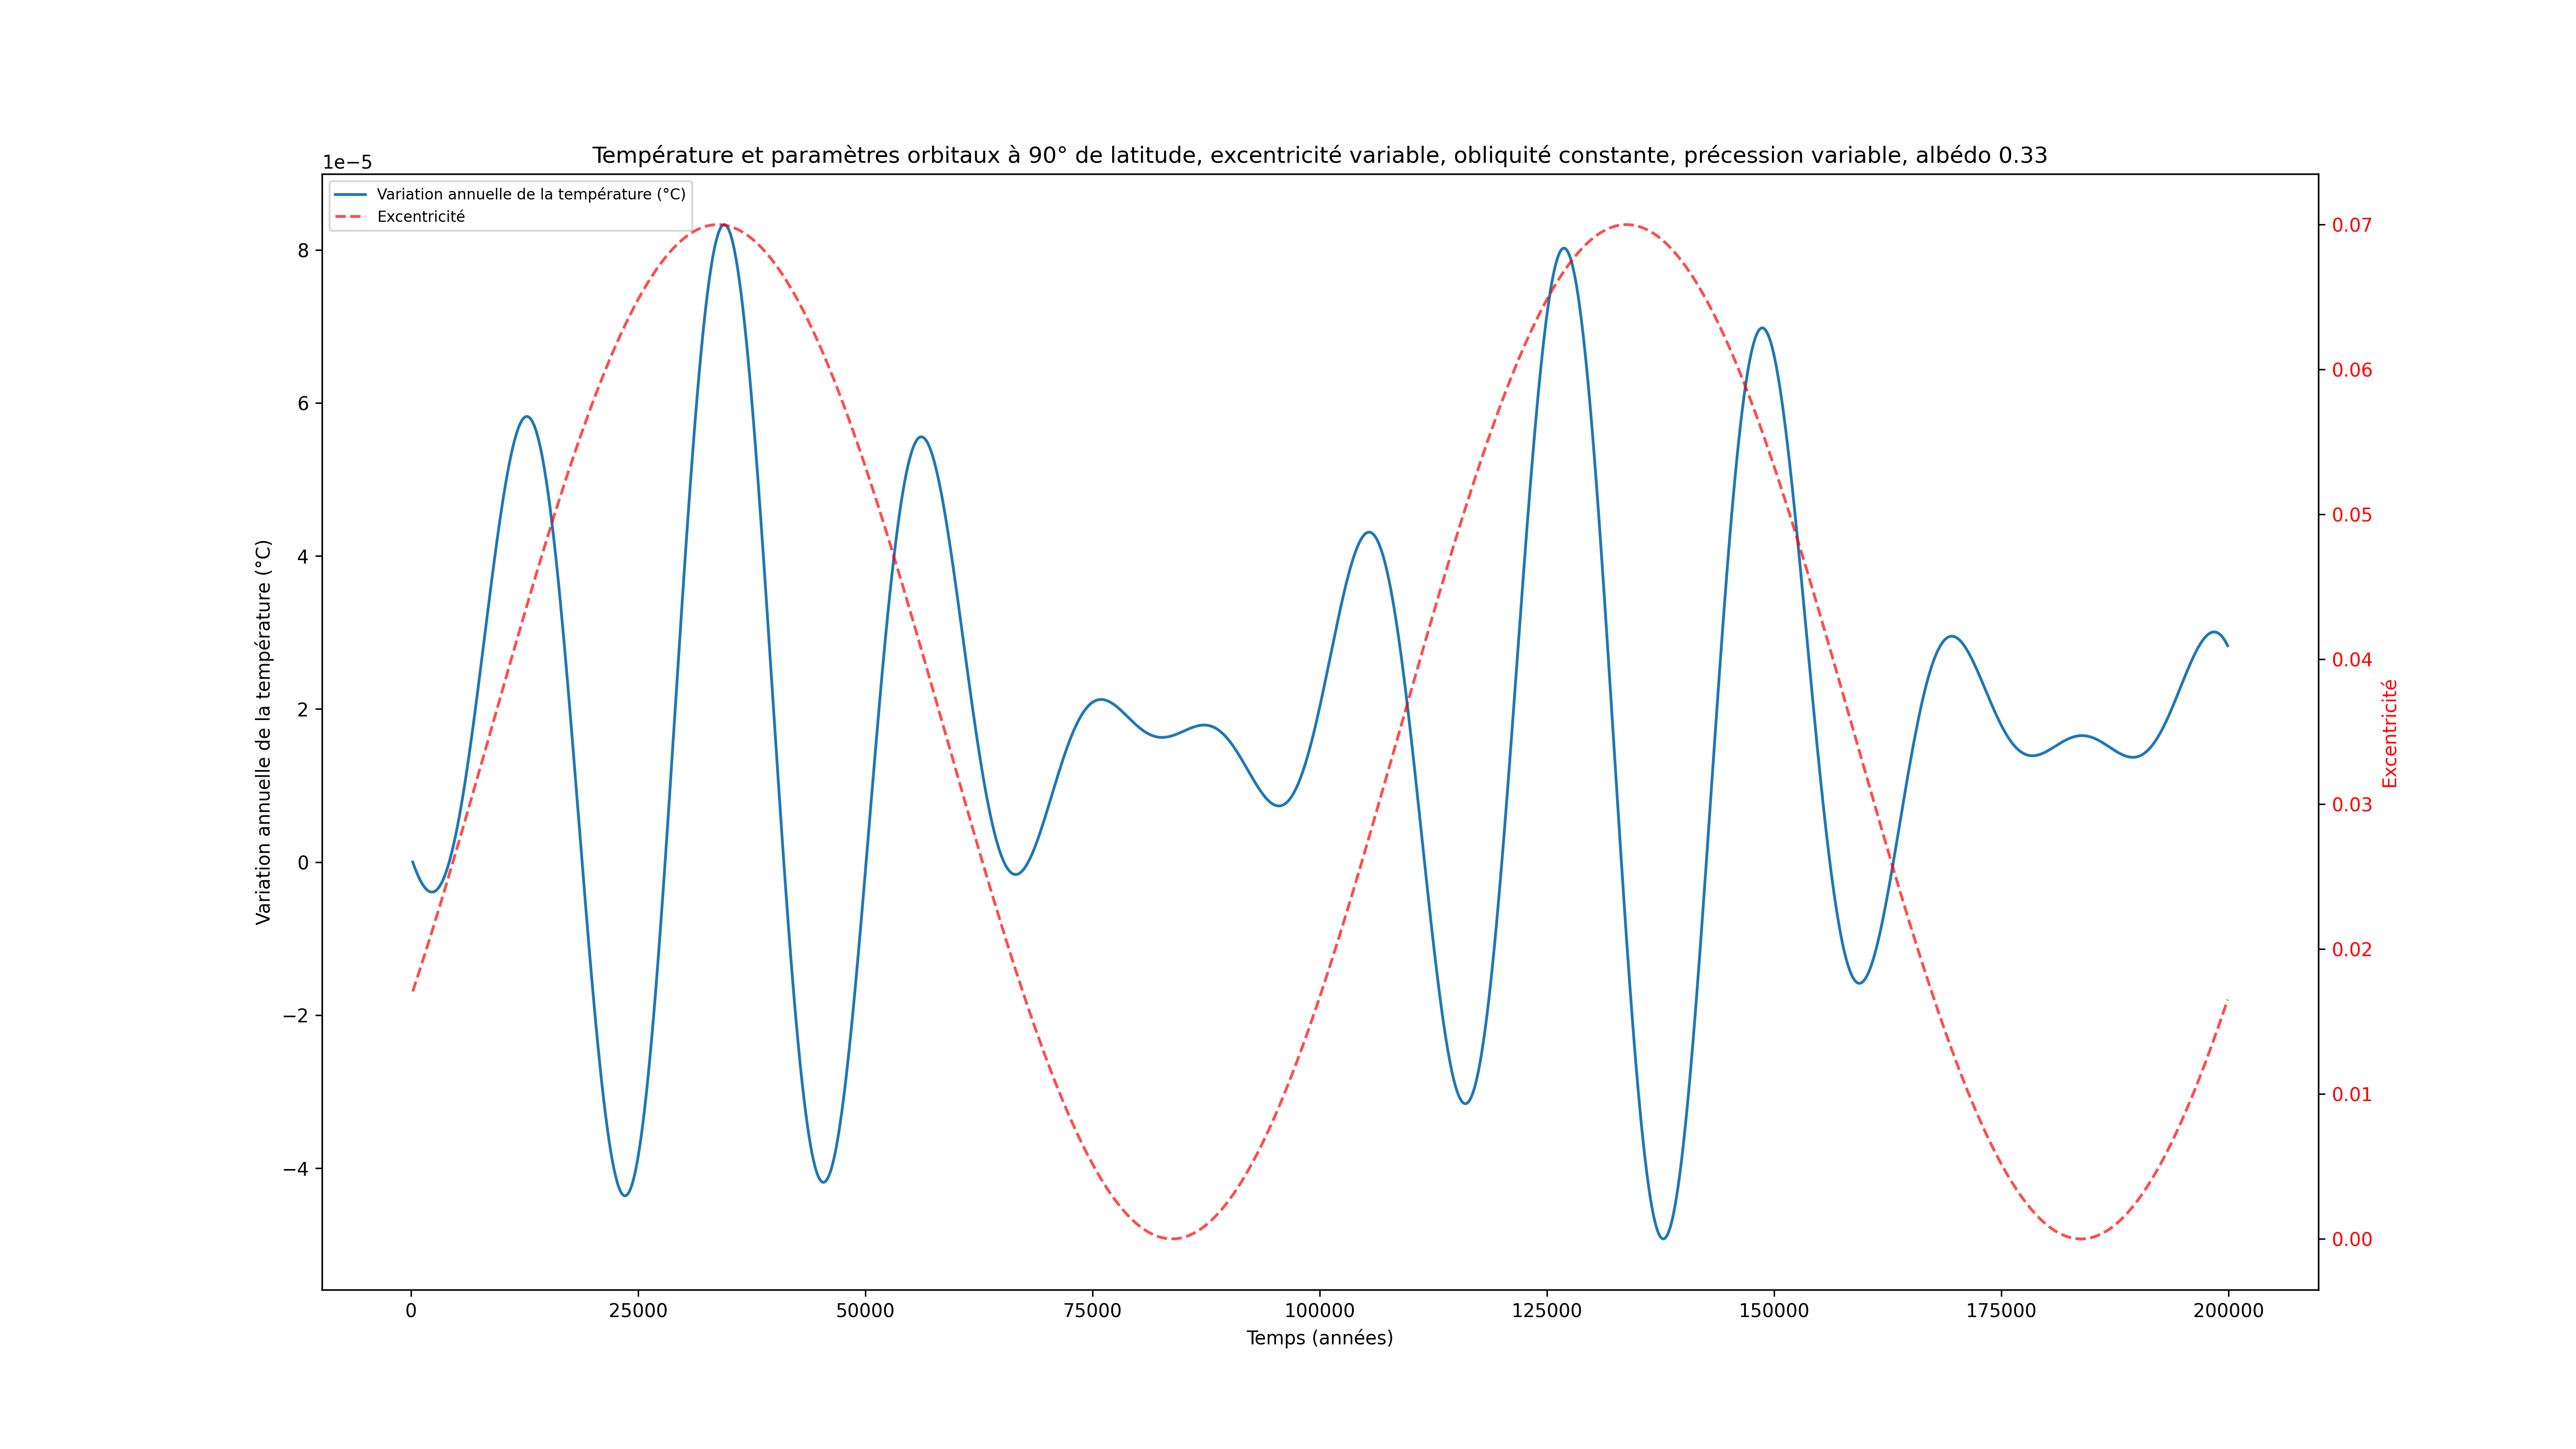 Température et paramètres orbitaux à 90° de latitude, excentricité variable, obliquité constante, précession variable, albédo 0.33
1e−5
Variation annuelle de la température (°C)
Excentricité
8
6
4
2
0
−2
−4
Variation annuelle de la température (°C)
0.07
0.06
0.05
0.04
0.03
0.02
0.01
0.00
Excentricité
0 25000 50000 75000 100000 125000 150000 175000 200000
Temps (années)